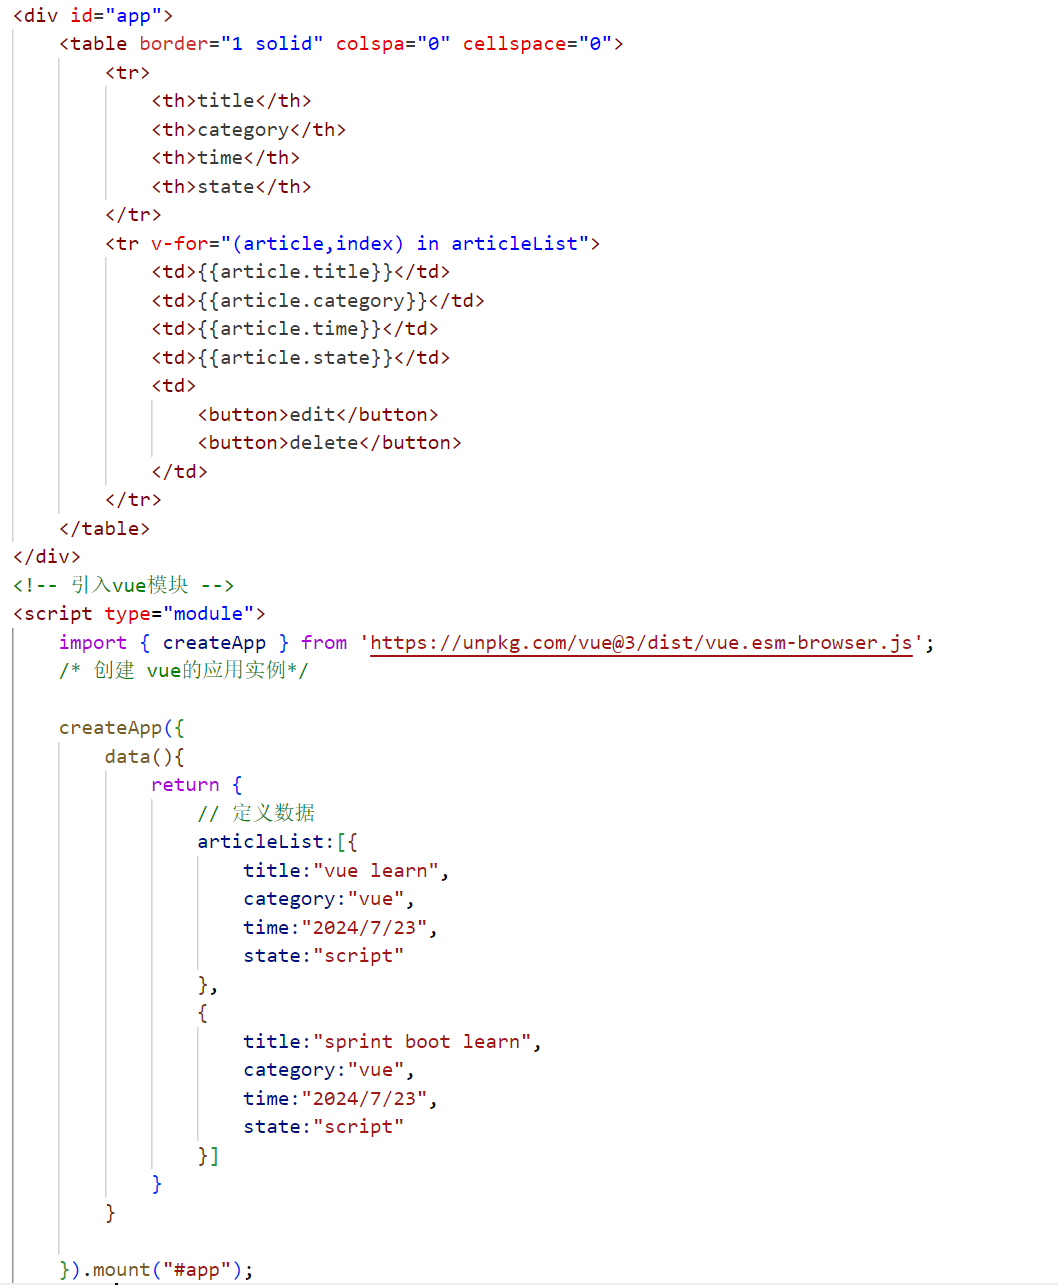 <div id="app">
    <table border="1 solid" colspa="0" cellspace="0">
        <tr>
            <th>title</th>
            <th>category</th>
            <th>time</th>
            <th>state</th>
        </tr>
        <tr v-for="(article,index) in articleList">
            <td>{{article.title}}</td>
            <td>{{article.category}}</td>
            <td>{{article.time}}</td>
            <td>{{article.state}}</td>
            <td>
                <button>edit</button>
                <button>delete</button>
            </td>
        </tr>
    </table>
</div>
<!-- 引入vue模块 -->
<script type="module">
    import { createApp } from 'https://unpkg.com/vue@3/dist/vue.esm-browser.js';
    /* 创建 vue的应用实例*/

    createApp({
        data(){
            return {
                // 定义数据
                articleList:[{
                    title:"vue learn",
                    category:"vue",
                    time:"2024/7/23",
                    state:"script"
                },
                {
                    title:"sprint boot learn",
                    category:"vue",
                    time:"2024/7/23",
                    state:"script"
                }]
            }
        }

    }).mount("#app");